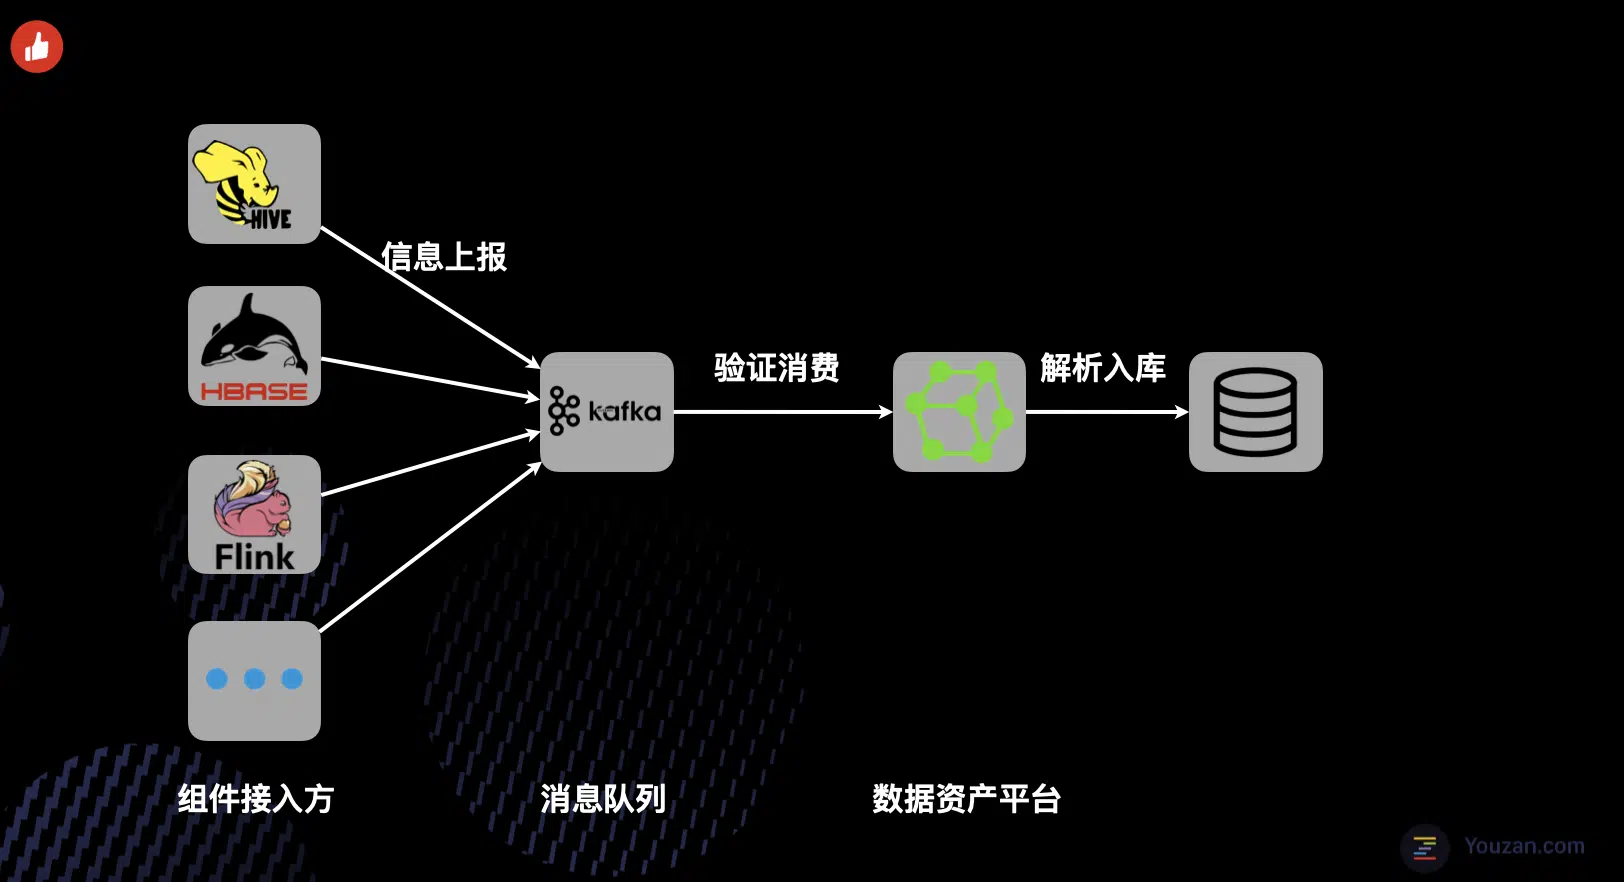 HIVE
信息上报
HBASE
验证消费
解析入库
kafka
Flink
组件接入方
消息队列
数据资产平台
Youzan.com